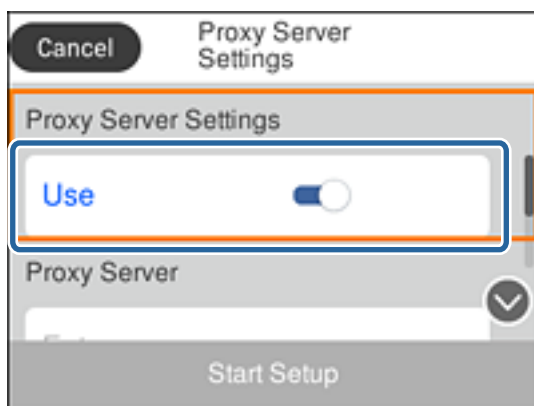 Cancel
Proxy Server
Settings
Proxy Server Settings
Use
Proxy Server
Start Setup